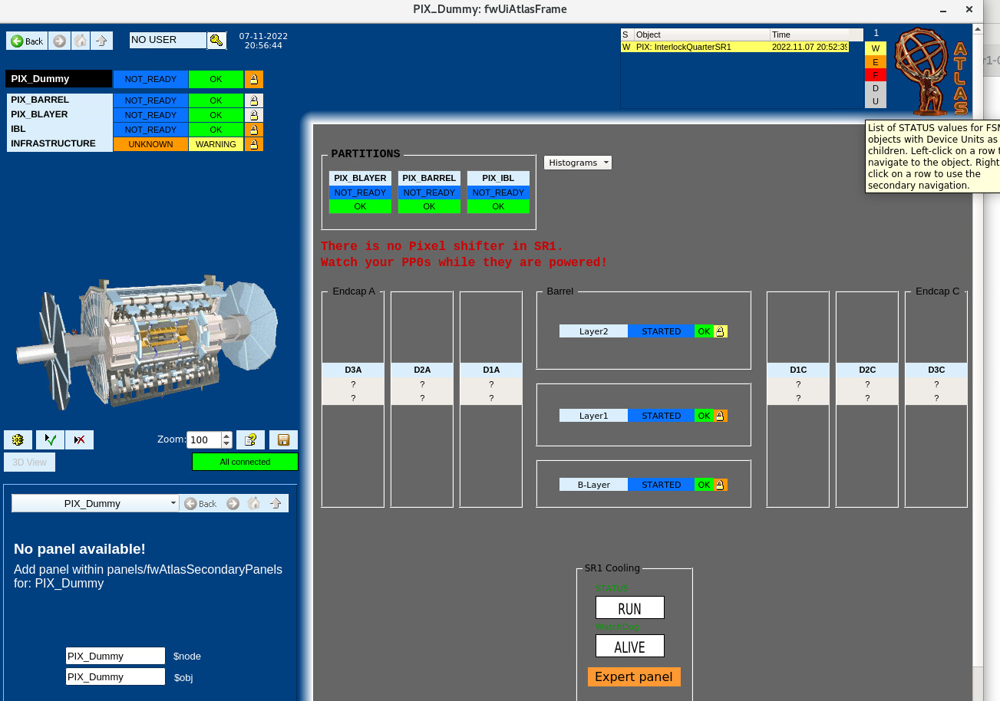 PIX_Dummy: fwUiAtlasFrame
Back
NO USER
07-11-2022
20:56:44
S Object Time
W PIX: InterlockQuarterSR1 2022.11.07 20:52:39
1
W
E
F
D
U
ATLAS
PIX_Dummy NOT_READY OK
PIX_BARREL NOT_READY OK
PIX_BLAYER NOT_READY OK
IBL NOT_READY OK
INFRASTRUCTURE UNKNOWN WARNING
List of STATUS values for FSM
objects with Device Units as
children. Left-click on a row t
navigate to the object. Right
click on a row to use the
secondary navigation.
PARTITIONS
Histograms
PIX_BLAYER PIX_BARREL PIX_IBL
NOT_READY NOT_READY NOT_READY
OK OK OK
There is no Pixel shifter in SR1.
Watch your PP0s while they are powered!
Endcap A Barrel Endcap C
Layer2 STARTED OK
D3A D2A D1A D1C D2C D3C
? ? ? ? ? ?
? ? ? ? ? ?
Layer1 STARTED OK
B-Layer STARTED OK
Zoom: 100
3D View
All connected
PIX_Dummy Back
No panel available!
Add panel within panels/fwAtlasSecondaryPanels
for: PIX_Dummy
PIX_Dummy $node
PIX_Dummy $obj
SR1 Cooling
STATUS
RUN
WatchDog
ALIVE
Expert panel